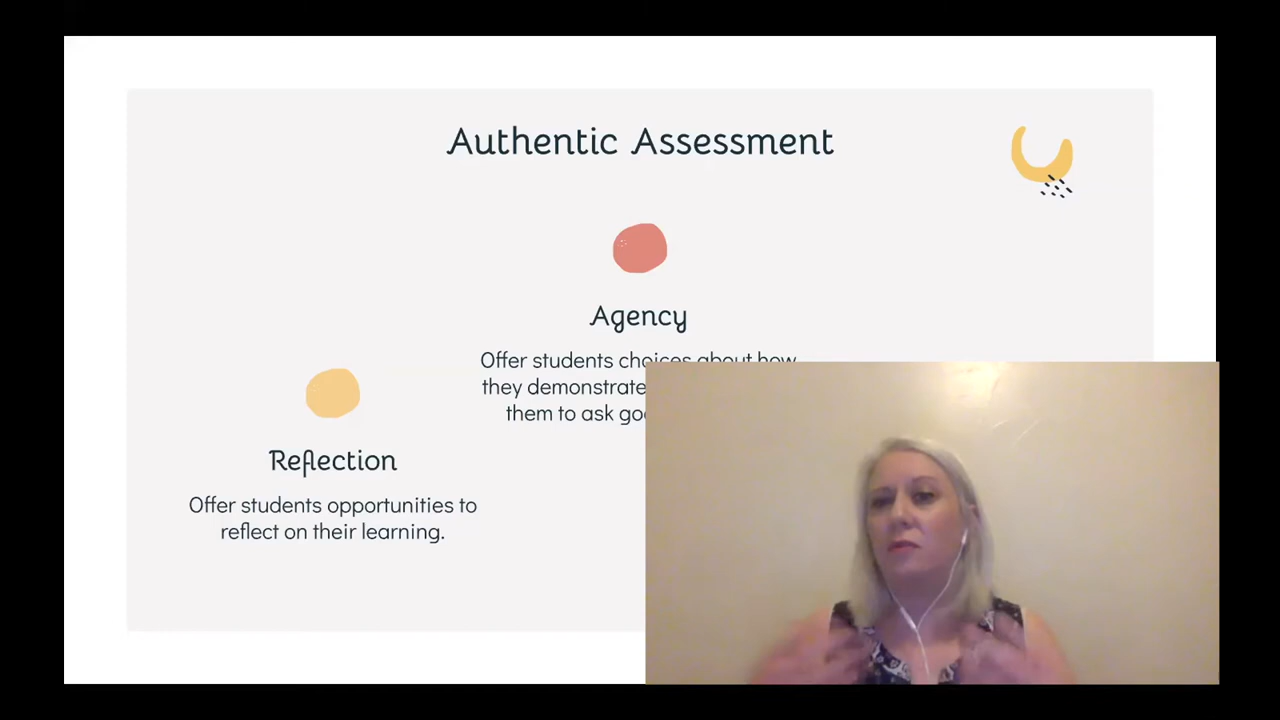 Authentic Assessment
Agency
Offer students choices about how
they demonstrate
them to ask
Reflection
Offer students opportunities to
reflect on their learning.